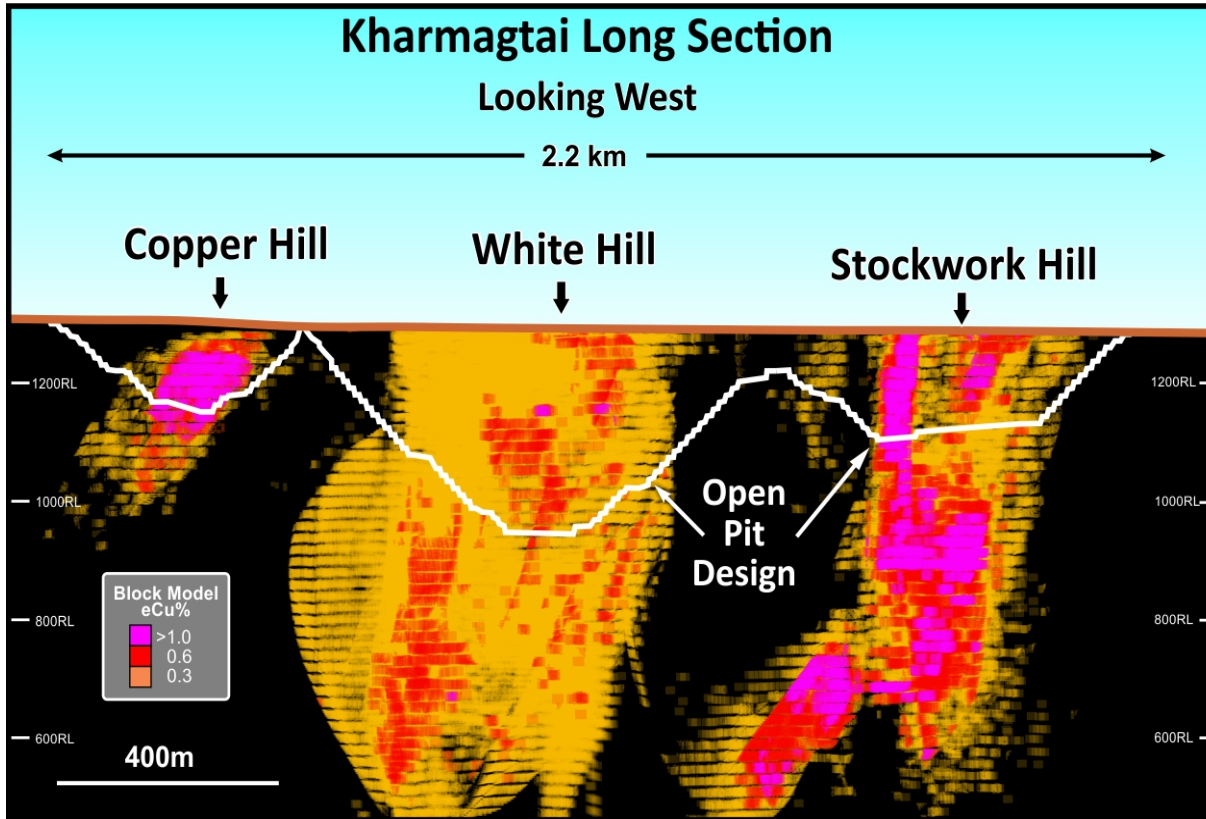 Kharmagtai Long Section
Looking West
2.2 km
Copper Hill
White Hill
Stockwork Hill
1200RL
1200RL
1000RL
1000RL
Open
Pit
Design
Block Model
eCu%
>1.0
0.6
0.3
800RL
800RL
600RL
600RL
400m